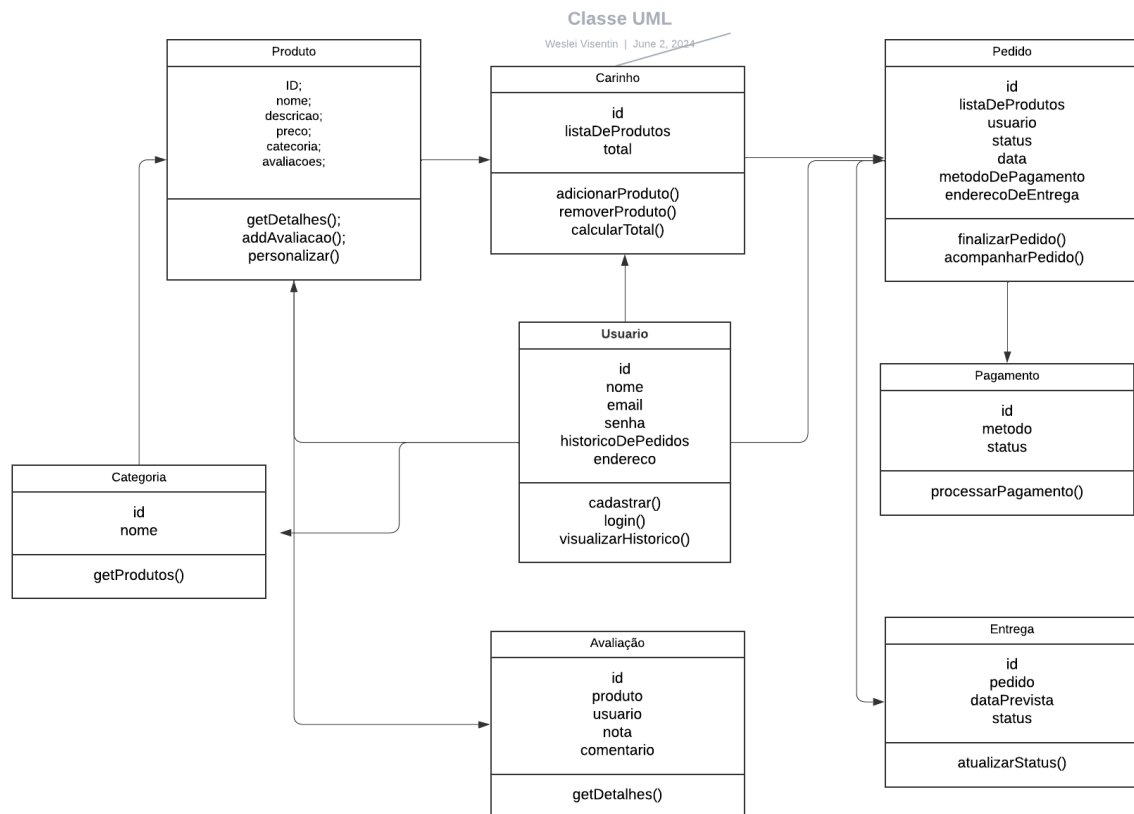 Classe UML
Weslei Visentin | June 2, 2024
Produto
ID;
nome;
descricao;
preco;
catecoria;
avaliacoes;
getDetalhes();
addAvaliacao();
personalizar()
Carinho
id
listaDeProdutos
total
adicionarProduto()
removerProduto()
calcularTotal()
Pedido
id
listaDeProdutos
usuario
status
data
metodoDePagamento
enderecoDeEntrega
finalizarPedido()
acompanharPedido()
Usuario
id
nome
email
senha
historicoDePedidos
endereco
cadastrar()
login()
visualizarHistorico()
Pagamento
id
metodo
status
processarPagamento()
Categoria
id
nome
getProdutos()
Avaliação
id
produto
usuario
nota
comentario
getDetalhes()
Entrega
id
pedido
dataPrevista
status
atualizarStatus()